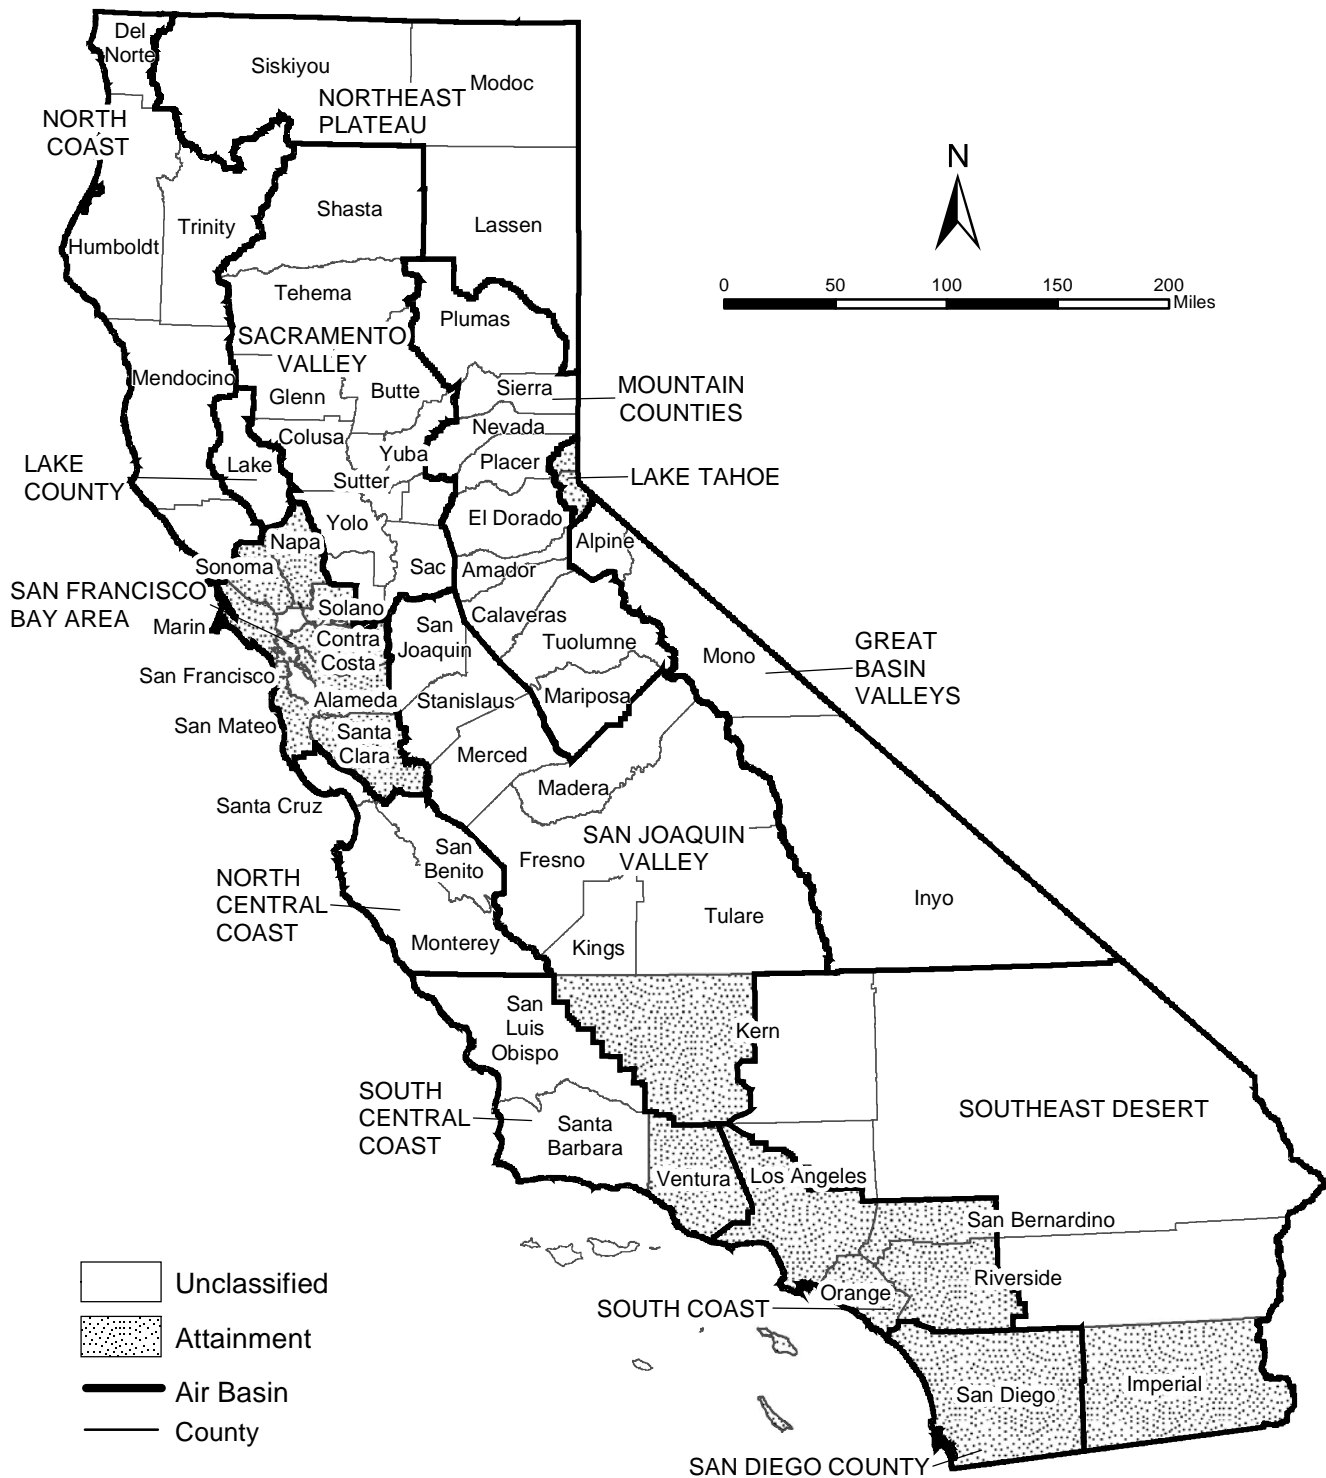 Del
Norte
Siskiyou
Modoc
NORTHEAST
PLATEAU
NORTH
COAST
N
Shasta
Trinity
Lassen
Humboldt
0 50 100 150 200
Miles
Tehema
Plumas
SACRAMENTO
VALLEY
Mendocino
Glenn
Butte
Sierra
MOUNTAIN
COUNTIES
Colusa
Nevada
Yuba
Placer
LAKE
COUNTY
Lake
Sutter
LAKE TAHOE
Yolo
El Dorado
Napa
Alpine
Sonoma
Sac
Amador
SAN FRANCISCO
BAY AREA
Solano
Calaveras
Marin
Contra
Costa
San
Joaquin
Tuolumne
Mono
GREAT
BASIN
VALLEYS
San Francisco
Alameda
Stanislaus
Mariposa
San Mateo
Santa
Clara
Merced
Madera
Santa Cruz
San
Benito
Fresno
SAN JOAQUIN
VALLEY
NORTH
CENTRAL
COAST
Inyo
Tulare
Monterey
Kings
San
Luis
Obispo
Kern
SOUTH
CENTRAL
COAST
SOUTHEAST DESERT
Santa
Barbara
Ventura
Los Angeles
San Bernardino
Riverside
Orange
SOUTH COAST
San Diego
Imperial
SAN DIEGO COUNTY
Unclassified
Attainment
Air Basin
County